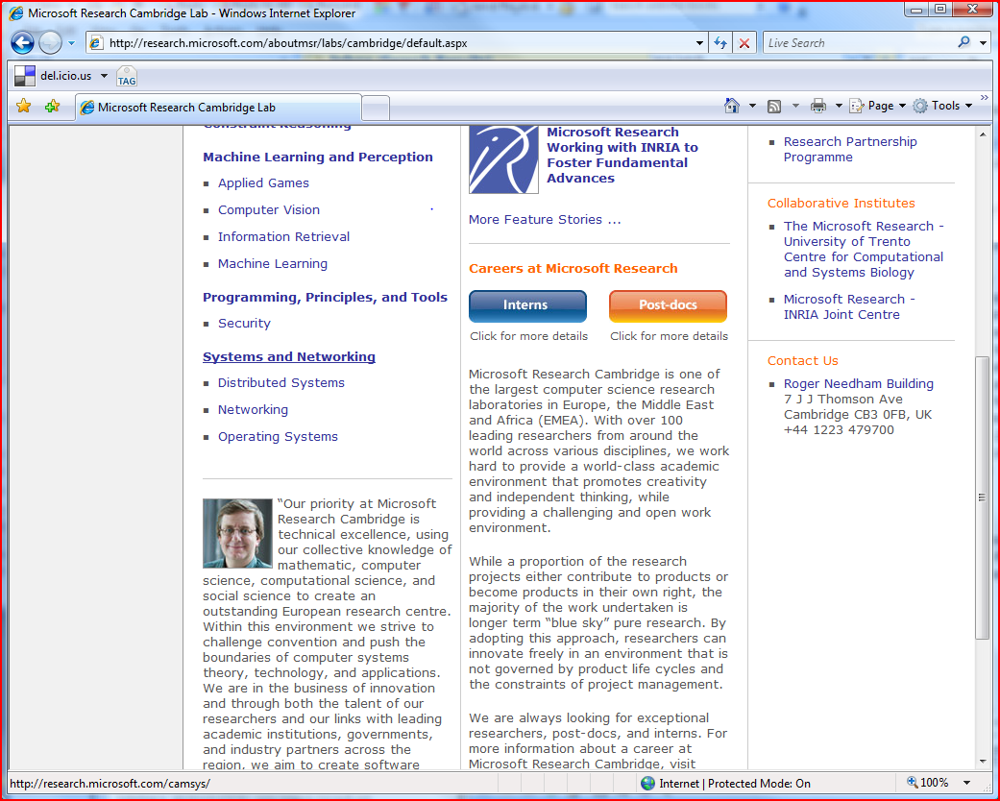 Microsoft Research Cambridge Lab - Windows Internet Explorer
http://research.microsoft.com/aboutmsr/labs/cambridge/default.aspx
Live Search
del.icio.us
TAG
Microsoft Research Cambridge Lab
Page
Tools
Constraint Reasoning
Machine Learning and Perception
Applied Games
Computer Vision
Information Retrieval
Machine Learning
Programming, Principles, and Tools
Security
Systems and Networking
Distributed Systems
Networking
Operating Systems
“Our priority at Microsoft
Research Cambridge is
technical excellence, using
our collective knowledge of
mathematic, computer
science, computational science, and
social science to create an
outstanding European research centre.
Within this environment we strive to
challenge convention and push the
boundaries of computer systems
theory, technology, and applications.
We are in the business of innovation
and through both the talent of our
researchers and our links with leading
academic institutions, governments,
and industry partners across the
region, we aim to create software
Microsoft Research
Working with INRIA to
Foster Fundamental
Advances
More Feature Stories ...
Careers at Microsoft Research
Interns
Post-docs
Click for more details
Click for more details
Microsoft Research Cambridge is one of
the largest computer science research
laboratories in Europe, the Middle East
and Africa (EMEA). With over 100
leading researchers from around the
world across various disciplines, we work
hard to provide a world-class academic
environment that promotes creativity
and independent thinking, while
providing a challenging and open work
environment.
While a proportion of the research
projects either contribute to products or
become products in their own right, the
majority of the work undertaken is
longer term “blue sky” pure research. By
adopting this approach, researchers can
innovate freely in an environment that is
not governed by product life cycles and
the constraints of project management.
We are always looking for exceptional
researchers, post-docs, and interns. For
more information about a career at
Microsoft Research Cambridge, visit
Research Partnership
Programme
Collaborative Institutes
The Microsoft Research -
University of Trento
Centre for Computational
and Systems Biology
Microsoft Research -
INRIA Joint Centre
Contact Us
Roger Needham Building
7 J J Thomson Ave
Cambridge CB3 0FB, UK
+44 1223 479700
http://research.microsoft.com/camsys/
Internet | Protected Mode: On
100%